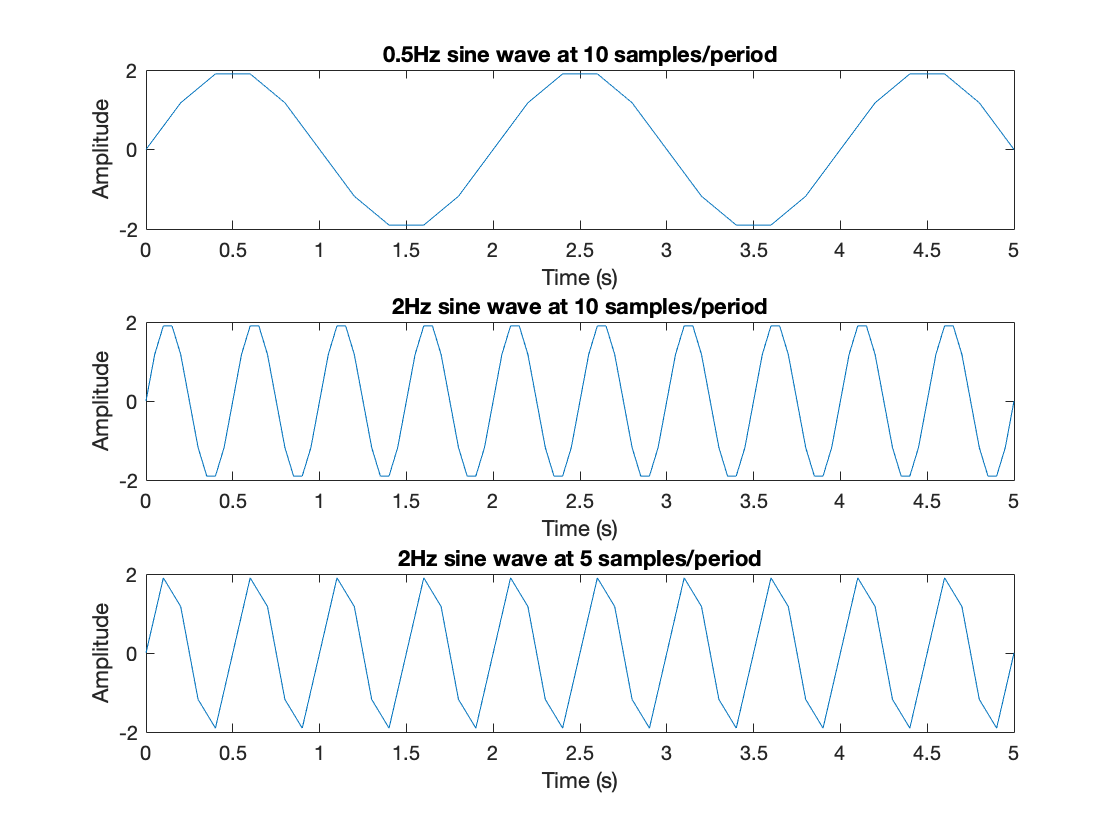 0.5Hz sine wave at 10 samples/period
2
0
-2
Amplitude
0 0.5 1 1.5 2 2.5 3 3.5 4 4.5 5
Time (s)
2Hz sine wave at 10 samples/period
2
0
-2
Amplitude
0 0.5 1 1.5 2 2.5 3 3.5 4 4.5 5
Time (s)
2Hz sine wave at 5 samples/period
2
0
-2
Amplitude
0 0.5 1 1.5 2 2.5 3 3.5 4 4.5 5
Time (s)